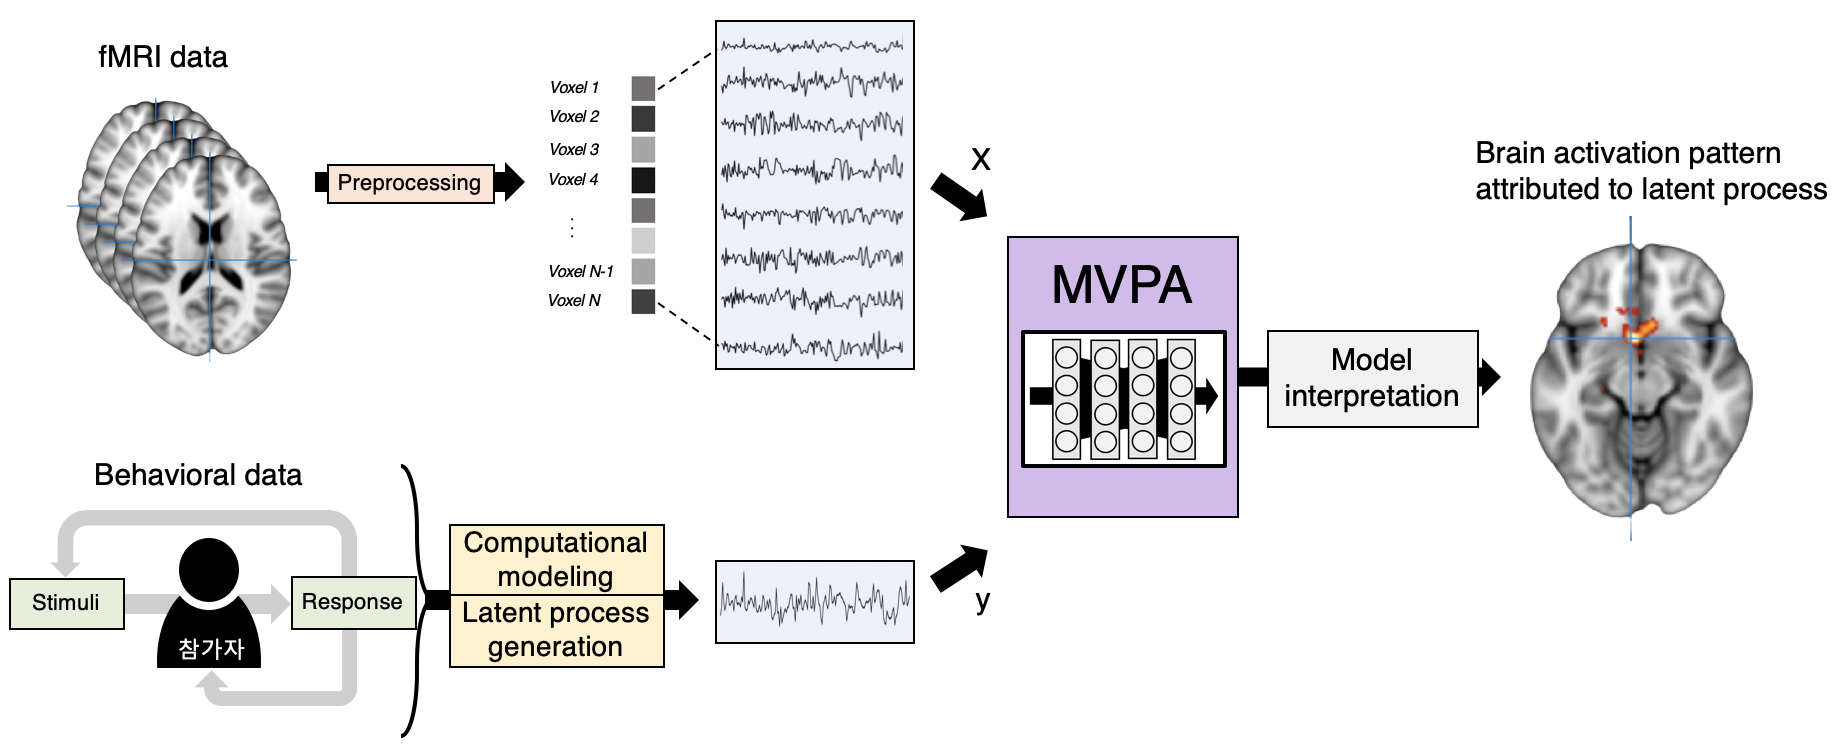 fMRI data
Preprocessing
Voxel 1
Voxel 2
Voxel 3
Voxel 4
⋮
Voxel N-1
Voxel N
X
MVPA
Model
interpretation
Brain activation pattern
attributed to latent process
Behavioral data
Stimuli
참가자
Response
Computational
modeling
Latent process
generation
y